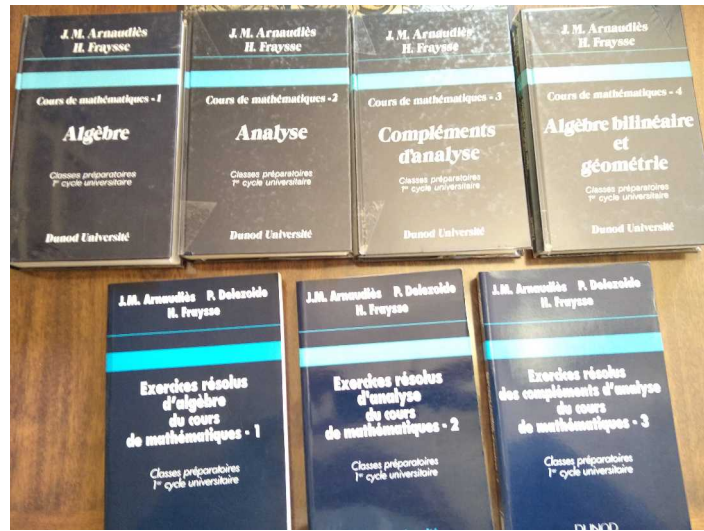 J. M. Arnaudiès
H. Fraysse
Cours de mathématiques - 1
Algèbre
Classes préparatoires
1er cycle universitaire
Dunod Université
J. M. Arnaudiès
H. Fraysse
Cours de mathématiques - 2
Analyse
Classes préparatoires
1er cycle universitaire
Dunod Université
J. M. Arnaudiès
H. Fraysse
Cours de mathématiques - 3
Compléments
d'analyse
Classes préparatoires
1er cycle universitaire
Dunod Université
J. M. Arnaudiès
H. Fraysse
Cours de mathématiques - 4
Algèbre bilinéaire
et
géométrie
Classes préparatoires
1er cycle universitaire
Dunod Université
J.M. Arnaudiès P. Delezoide
H. Fraysse
Exercices résolus
d'algèbre
du cours
de mathématiques - 1
Classes préparatoires
1er cycle universitaire
J.M. Arnaudiès P. Delezoide
H. Fraysse
Exercices résolus
d'analyse
du cours
de mathématiques - 2
Classes préparatoires
1er cycle universitaire
J.M. Arnaudiès P. Delezoide
H. Fraysse
Exercices résolus
des compléments d'analyse
du cours
de mathématiques - 3
Classes préparatoires
1er cycle universitaire
DUNOD